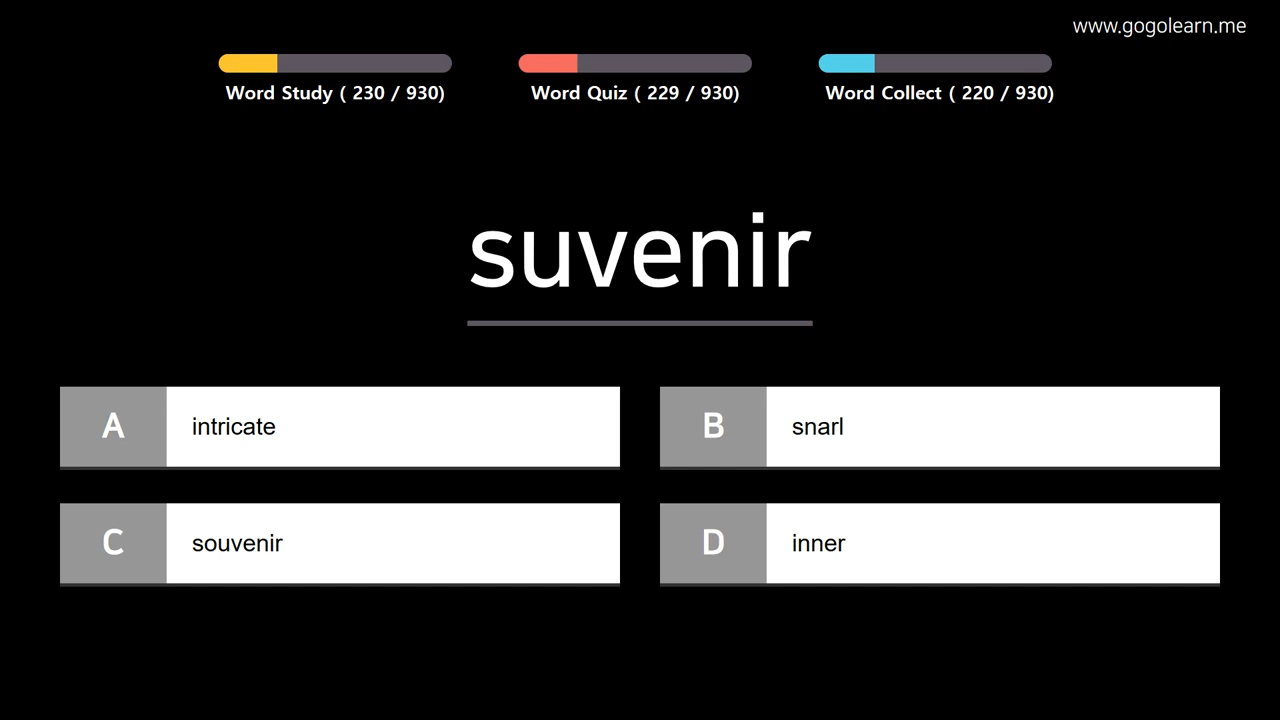 www.gogolearn.me
Word Study ( 230 / 930)
Word Quiz ( 229 / 930)
Word Collect ( 220 / 930)
suvenir
A intricate
B snarl
C souvenir
D inner